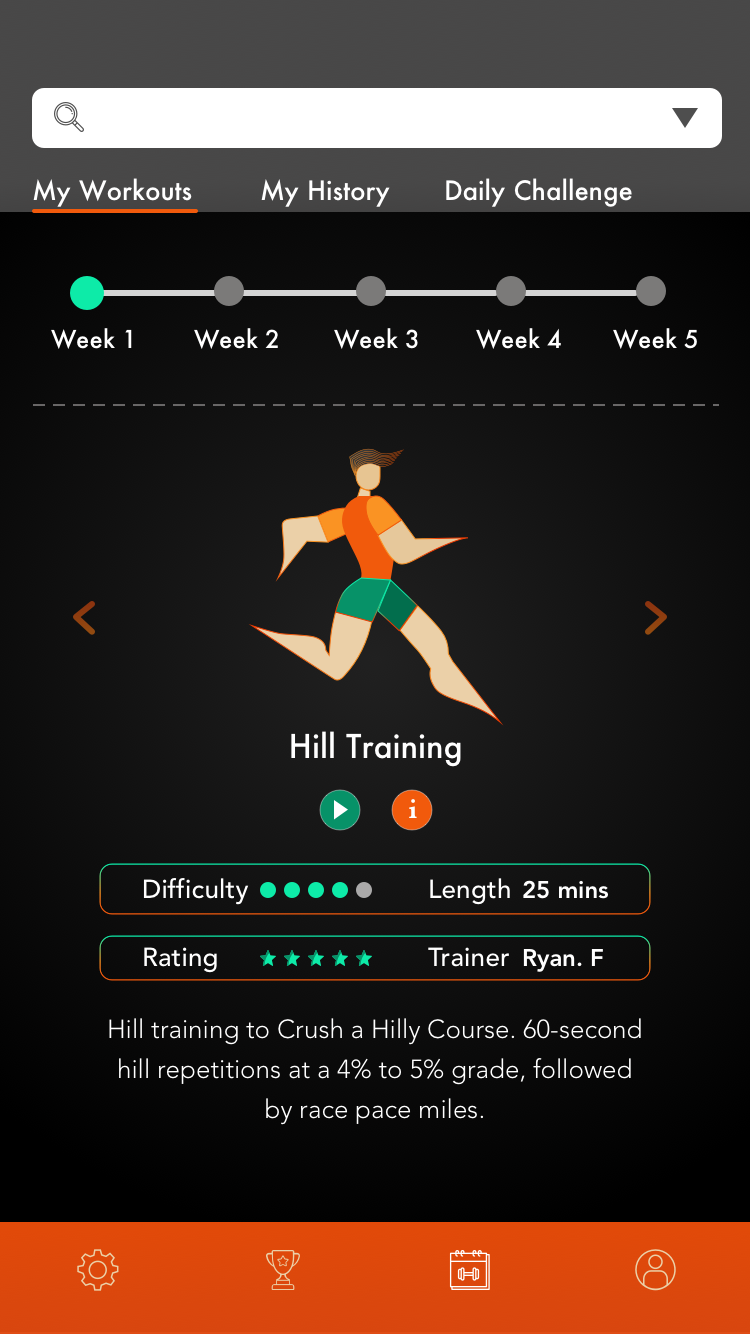 My Workouts My History Daily Challenge
Week 1 Week 2 Week 3 Week 4 Week 5
Hill Training
i
Difficulty Length 25 mins
Rating Trainer Ryan. F
Hill training to Crush a Hilly Course. 60-second
hill repetitions at a 4% to 5% grade, followed
by race pace miles.